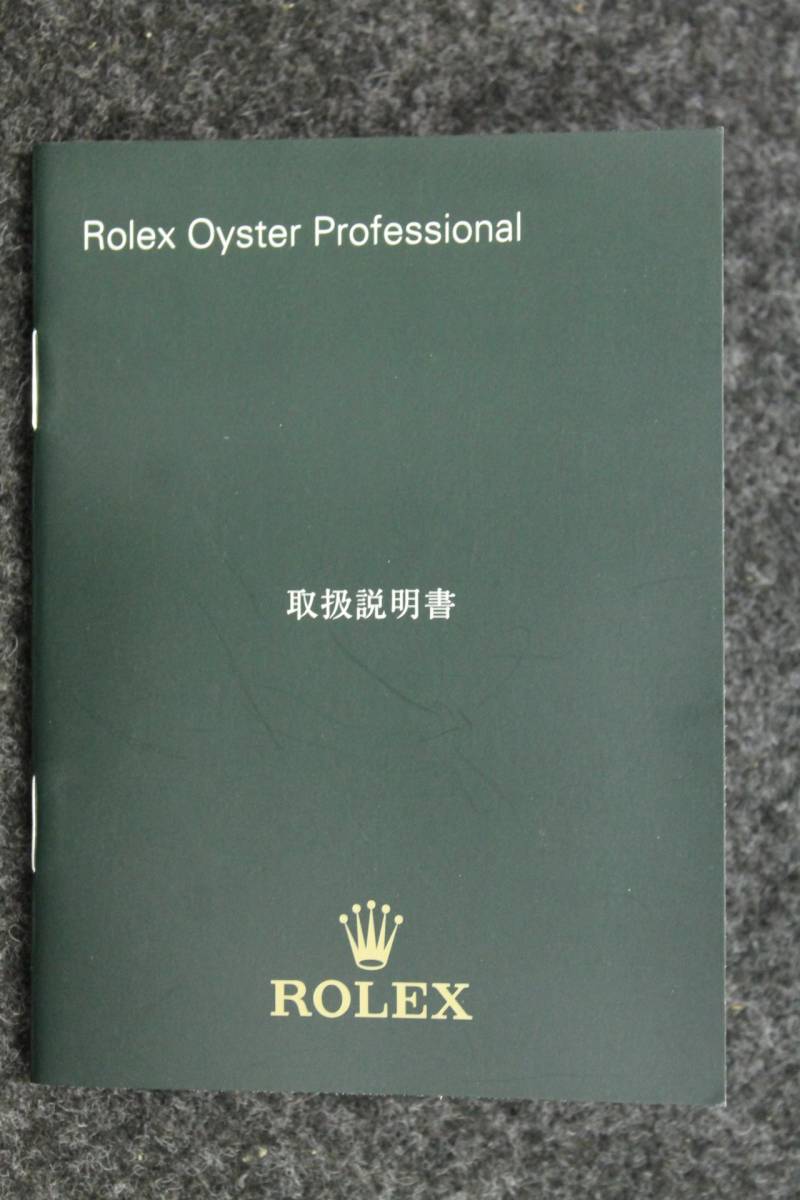 Rolex Oyster Professional
取扱説明書
ROLEX